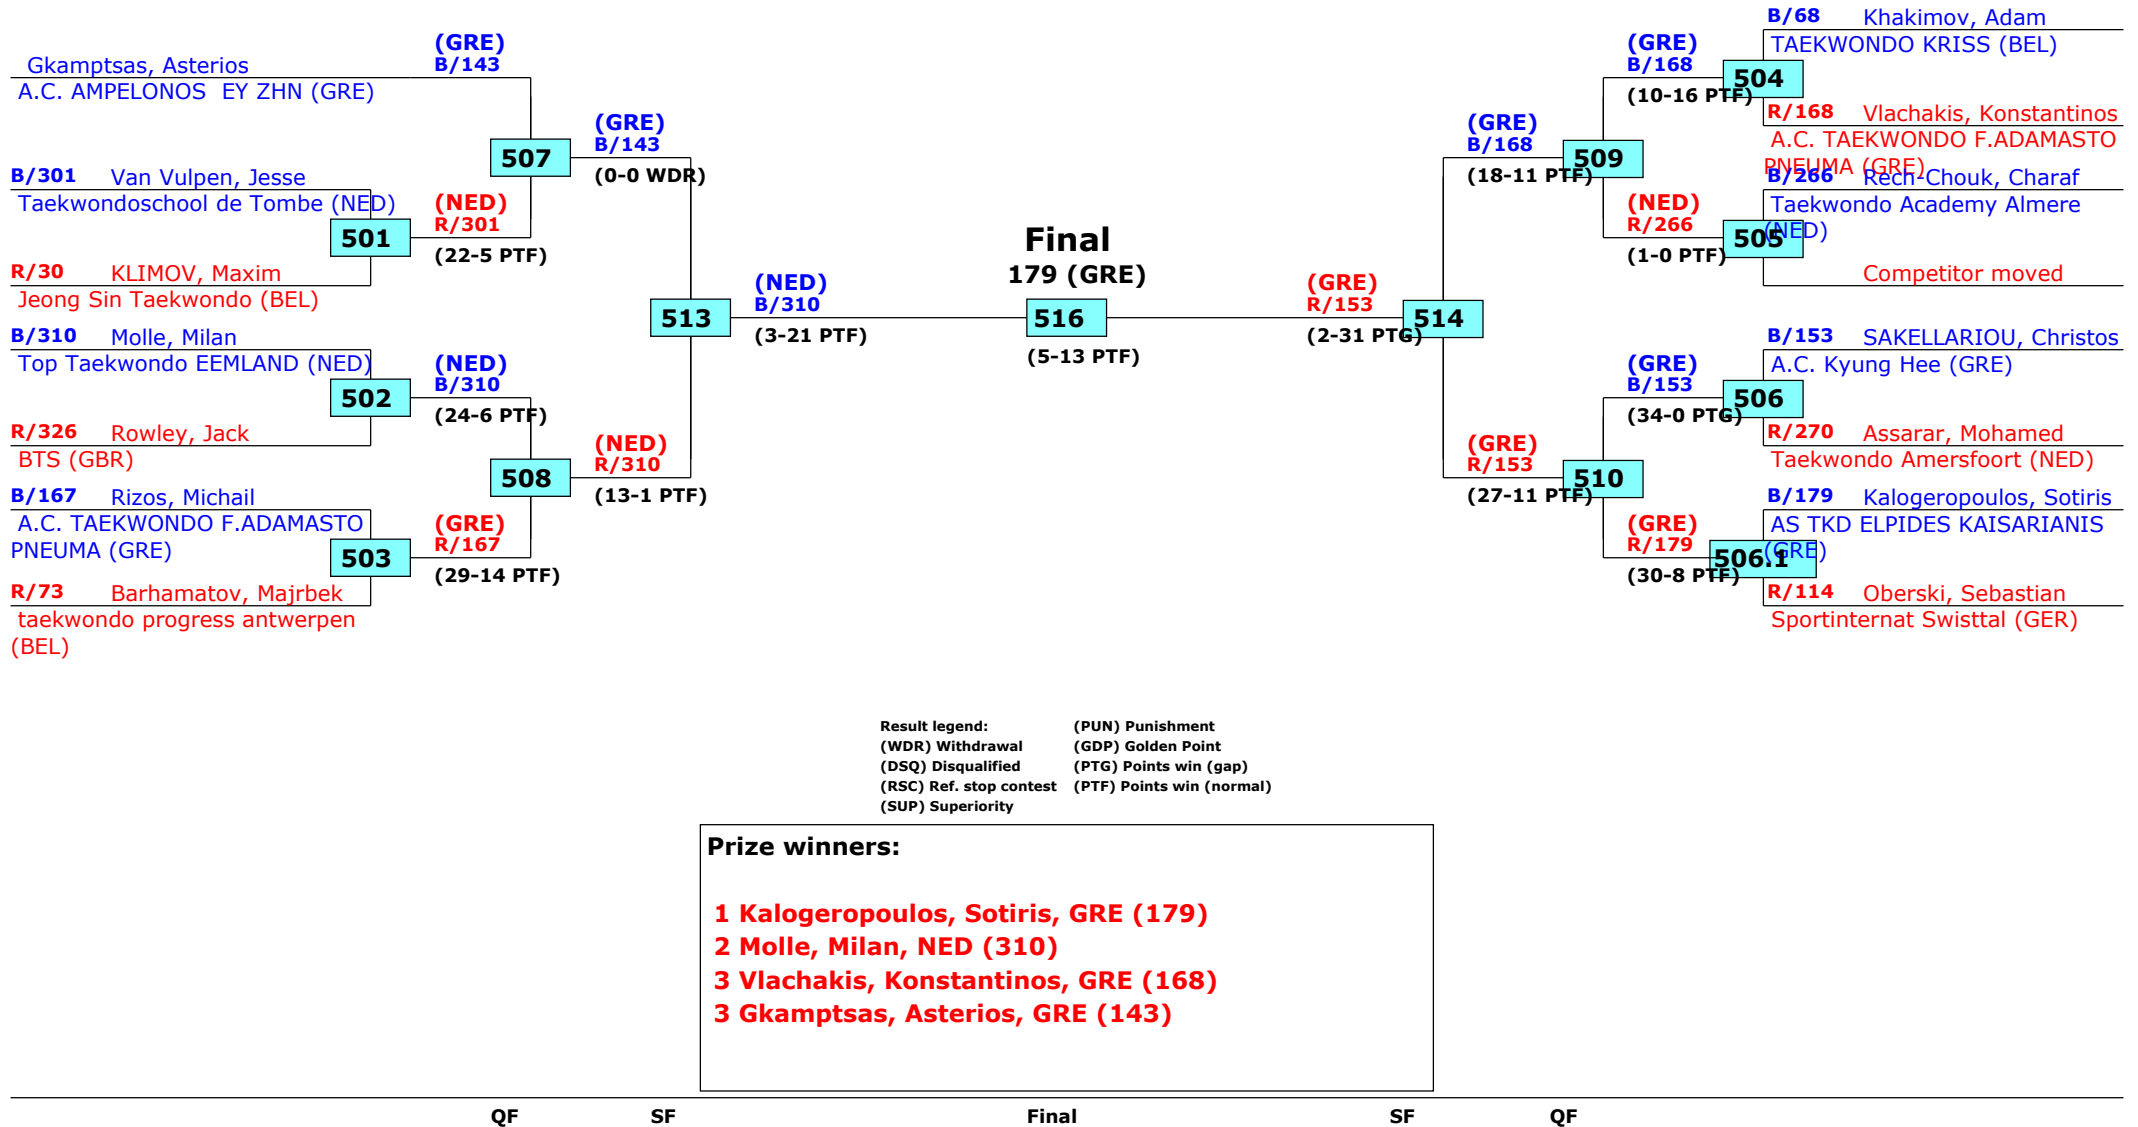 Gkamptsas, Asterios
A.C. AMPELONOS  EY ZHN (GRE)
(GRE)
B/143
B/301 Van Vulpen, Jesse
Taekwondoschool de Tombe (NED)
501
R/30 KLIMOV, Maxim
Jeong Sin Taekwondo (BEL)
(NED)
R/301
(22-5 PTF)
507
(GRE)
B/143
(0-0 WDR)
B/310 Molle, Milan
Top Taekwondo EEMLAND (NED)
502
R/326 Rowley, Jack
BTS (GBR)
(NED)
B/310
(24-6 PTF)
B/167 Rizos, Michail
A.C. TAEKWONDO F.ADAMASTO
PNEUMA (GRE)
503
R/73 Barhamatov, Majrbek
taekwondo progress antwerpen
(BEL)
(GRE)
R/167
(29-14 PTF)
508
(NED)
R/310
(13-1 PTF)
513
(NED)
B/310
(3-21 PTF)
Final
179 (GRE)
516
(5-13 PTF)
(GRE)
R/153
(2-31 PTG)
514
(GRE)
B/168
(18-11 PTF)
509
(GRE)
B/168
(10-16 PTF)
504
B/68 Khakimov, Adam
TAEKWONDO KRISS (BEL)
R/168 Vlachakis, Konstantinos
A.C. TAEKWONDO F.ADAMASTO
PNEUMA (GRE)
B/266 Rech-Chouk, Charaf
Taekwondo Academy Almere
(NED)
505
Competitor moved
(NED)
R/266
(1-0 PTF)
B/153 SAKELLARIOU, Christos
A.C. Kyung Hee (GRE)
506
R/270 Assarar, Mohamed
Taekwondo Amersfoort (NED)
(GRE)
B/153
(34-0 PTG)
(GRE)
R/153
(27-11 PTF)
510
B/179 Kalogeropoulos, Sotiris
AS TKD ELPIDES KAISARIANIS
(GRE)
506.1
R/114 Oberski, Sebastian
Sportinternat Swisttal (GER)
(GRE)
R/179
(30-8 PTF)
Result legend: (PUN) Punishment
(WDR) Withdrawal (GDP) Golden Point
(DSQ) Disqualified (PTG) Points win (gap)
(RSC) Ref. stop contest (PTF) Points win (normal)
(SUP) Superiority
Prize winners:
1 Kalogeropoulos, Sotiris, GRE (179)
2 Molle, Milan, NED (310)
3 Vlachakis, Konstantinos, GRE (168)
3 Gkamptsas, Asterios, GRE (143)
QF SF Final SF QF